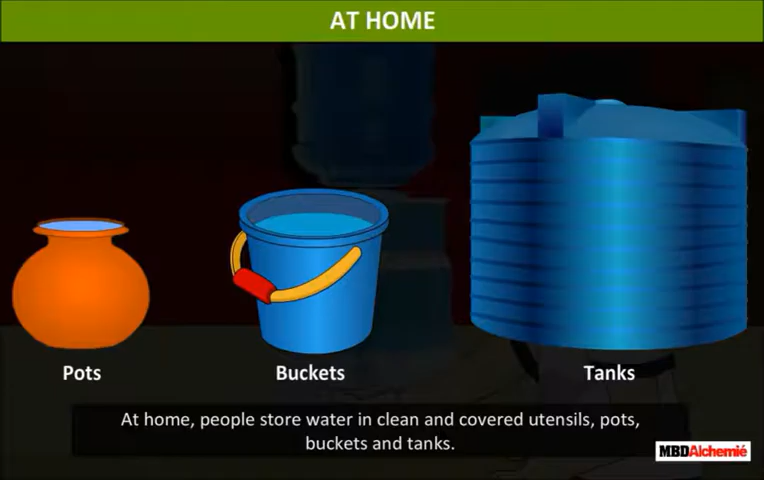 AT HOME
Pots
Buckets
Tanks
At home, people store water in clean and covered utensils, pots,
buckets and tanks.
MBDAlchemié